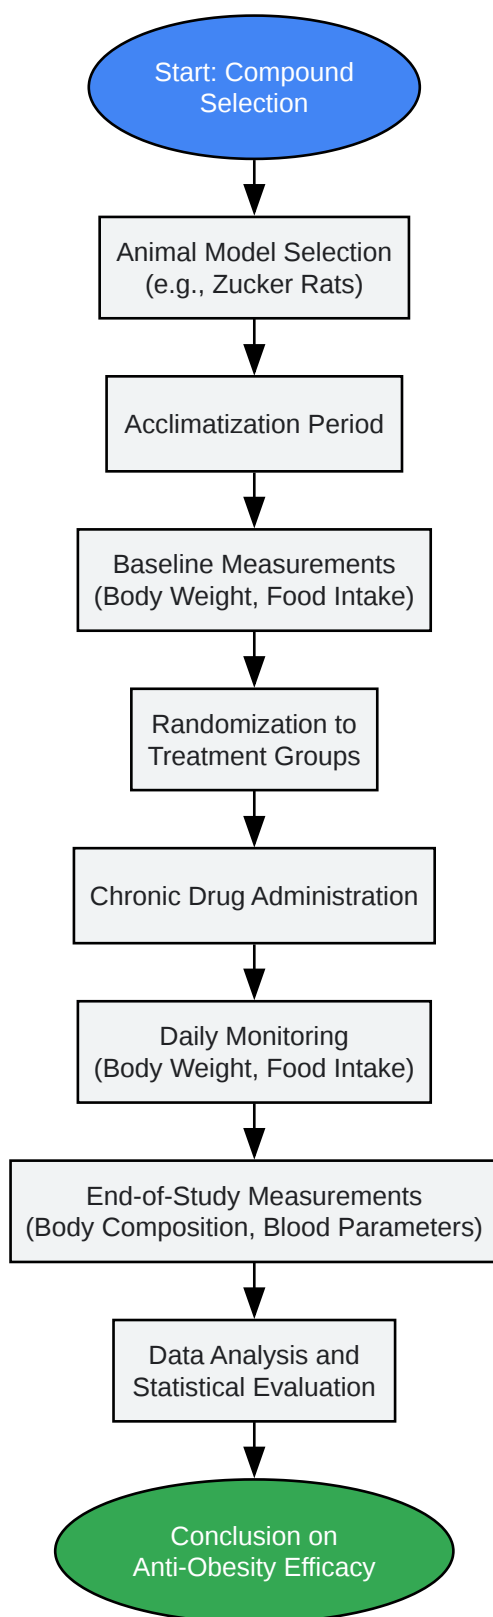 Start: Compound
Selection
Animal Model Selection
(e.g., Zucker Rats)
Acclimatization Period
Baseline Measurements
(Body Weight, Food Intake)
Randomization to
Treatment Groups
Chronic Drug Administration
Daily Monitoring
(Body Weight, Food Intake)
End-of-Study Measurements
(Body Composition, Blood Parameters)
Data Analysis and
Statistical Evaluation
Conclusion on
Anti-Obesity Efficacy